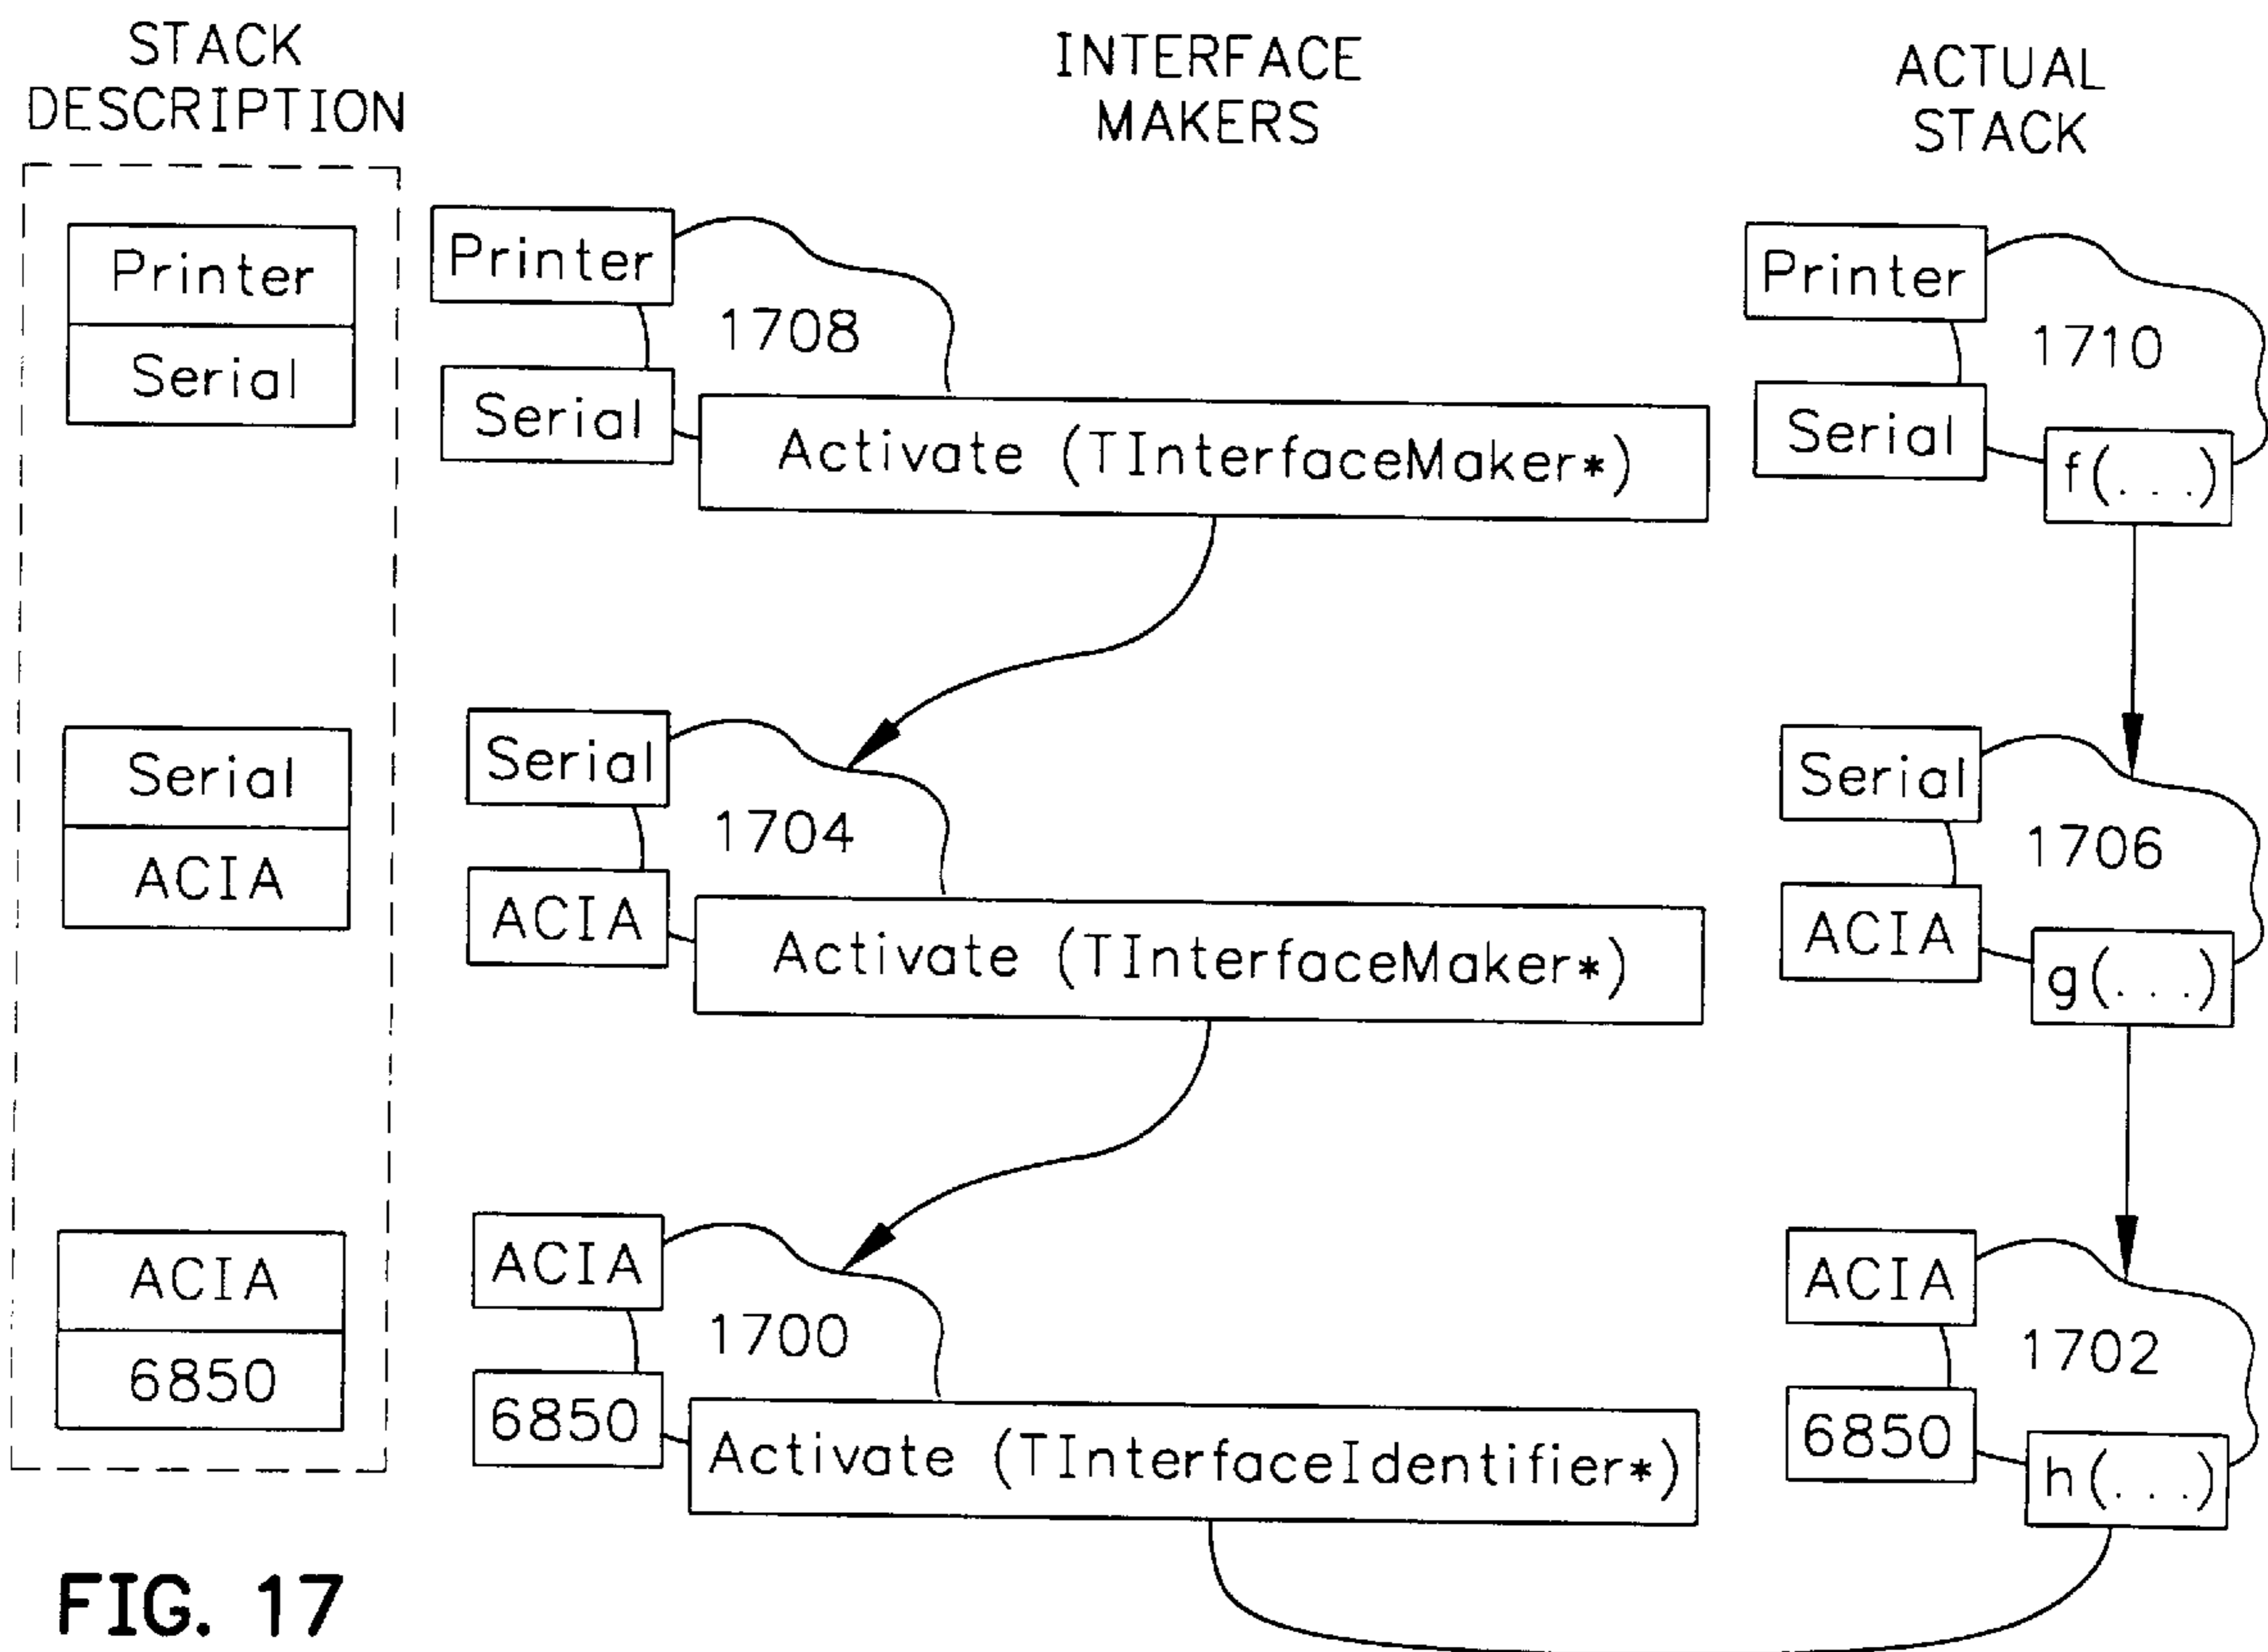 STACK
DESCRIPTION
INTERFACE
MAKERS
ACTUAL
STACK
Printer
Serial
Printer
1708
Serial
Activate (TInterfaceMaker*)
Printer
1710
Serial
f(...)
Serial
ACIA
Serial
1704
ACIA
Activate (TInterfaceMaker*)
Serial
1706
ACIA
g(...)
ACIA
6850
ACIA
1700
6850
Activate (TInterfaceIdentifier*)
ACIA
1702
6850
h(...)
FIG. 17